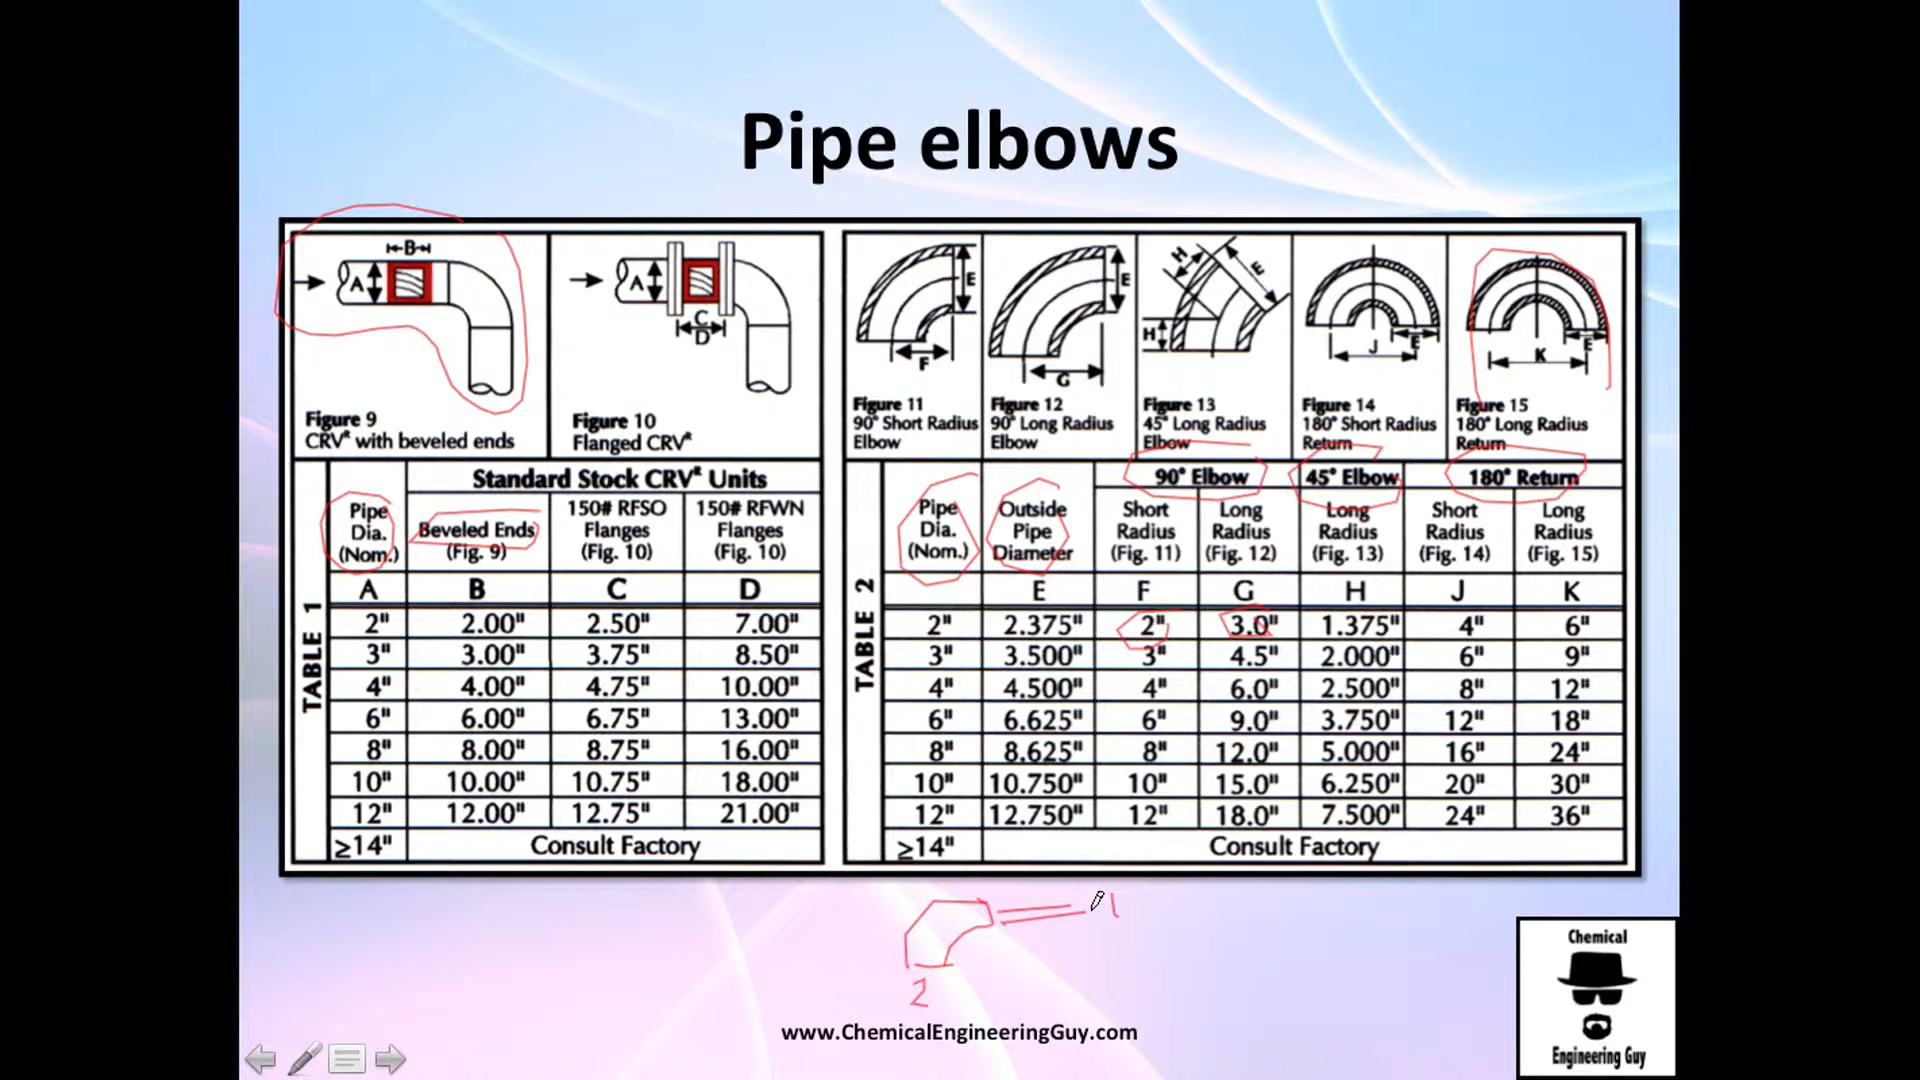 Pipe elbows
B
A
Figure 9
CRVᴿ with beveled ends
A
C
D
Figure 10
Flanged CRVᴿ
E
F
Figure 11
90° Short Radius
Elbow
E
G
Figure 12
90° Long Radius
Elbow
H
E
H
Figure 13
45° Long Radius
Elbow
J
E
Figure 14
180° Short Radius
Return
K
E
Figure 15
180° Long Radius
Return
TABLE 1
Standard Stock CRVᴿ Units
Pipe Dia. (Nom.) Beveled Ends (Fig. 9) 150# RFSO Flanges (Fig. 10) 150# RFWN Flanges (Fig. 10)
A B C D
2" 2.00" 2.50" 7.00"
3" 3.00" 3.75" 8.50"
4" 4.00" 4.75" 10.00"
6" 6.00" 6.75" 13.00"
8" 8.00" 8.75" 16.00"
10" 10.00" 10.75" 18.00"
12" 12.00" 12.75" 21.00"
≥14" Consult Factory
TABLE 2
90° Elbow 45° Elbow 180° Return
Pipe Dia. (Nom.) Outside Pipe Diameter Short Radius (Fig. 11) Long Radius (Fig. 12) Long Radius (Fig. 13) Short Radius (Fig. 14) Long Radius (Fig. 15)
E F G H J K
2" 2.375" 2" 3.0" 1.375" 4" 6"
3" 3.500" 3" 4.5" 2.000" 6" 9"
4" 4.500" 4" 6.0" 2.500" 8" 12"
6" 6.625" 6" 9.0" 3.750" 12" 18"
8" 8.625" 8" 12.0" 5.000" 16" 24"
10" 10.750" 10" 15.0" 6.250" 20" 30"
12" 12.750" 12" 18.0" 7.500" 24" 36"
≥14" Consult Factory
1
2
www.ChemicalEngineeringGuy.com
Chemical
Engineering Guy